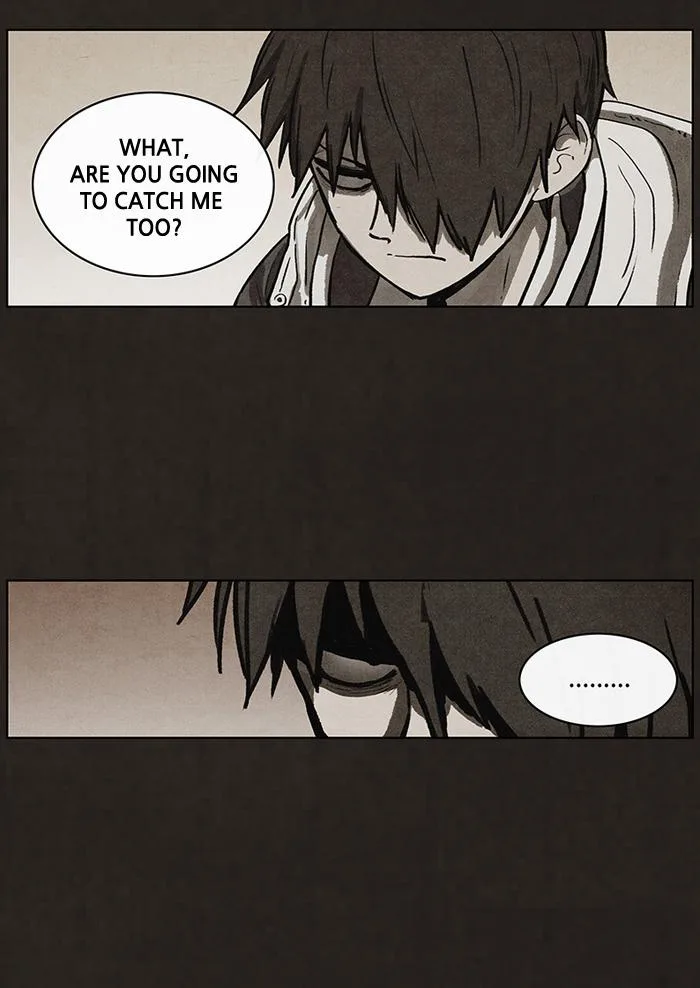 WHAT,
ARE YOU GOING
TO CATCH ME
TOO?
.........